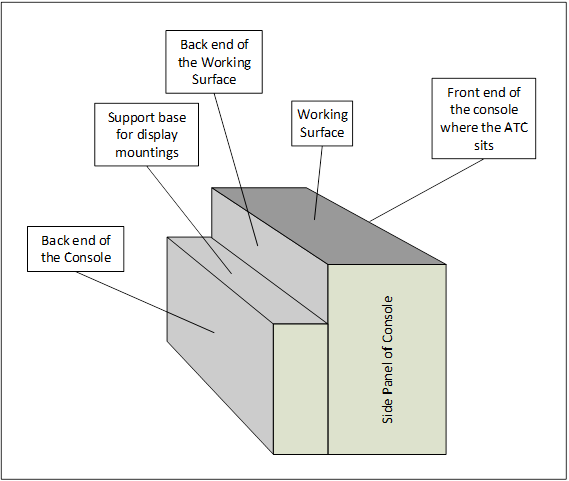 Back end of
the Working
Surface
Support base
for display
mountings
Working
Surface
Front end of
the console
where the ATC
sits
Back end of
the Console
Side Panel of Console